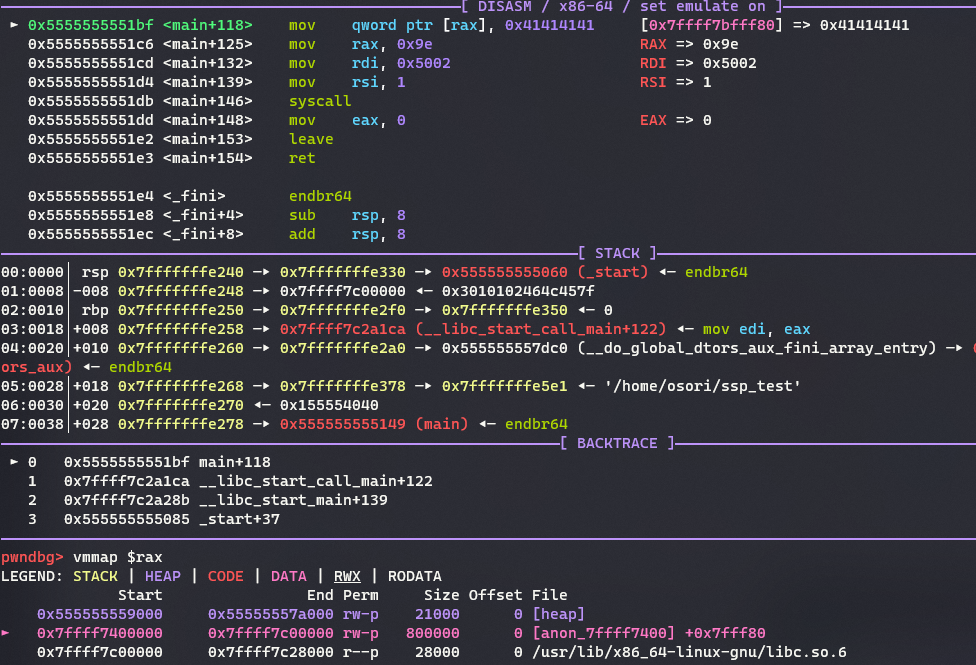 [ DISASM / x86-64 / set emulate on ]
► 0x5555555551bf <main+118> mov qword ptr [rax], 0x41414141 [0x7ffff7bfff80] => 0x41414141
0x5555555551c6 <main+125> mov rax, 0x9e RAX => 0x9e
0x5555555551cd <main+132> mov rdi, 0x5002 RDI => 0x5002
0x5555555551d4 <main+139> mov rsi, 1 RSI => 1
0x5555555551db <main+146> syscall
0x5555555551dd <main+148> mov eax, 0 EAX => 0
0x5555555551e2 <main+153> leave
0x5555555551e3 <main+154> ret
0x5555555551e4 <_fini> endbr64
0x5555555551e8 <_fini+4> sub rsp, 8
0x5555555551ec <_fini+8> add rsp, 8
[ STACK ]
00:0000│ rsp 0x7fffffffe240 —▸ 0x7fffffffe330 —▸ 0x555555555060 (_start) ◂— endbr64
01:0008│-008 0x7fffffffe248 —▸ 0x7ffff7c00000 ◂— 0x3010102464c457f
02:0010│ rbp 0x7fffffffe250 —▸ 0x7fffffffe2f0 —▸ 0x7fffffffe350 ◂— 0
03:0018│+008 0x7fffffffe258 —▸ 0x7ffff7c2a1ca (__libc_start_call_main+122) ◂— mov edi, eax
04:0020│+010 0x7fffffffe260 —▸ 0x7fffffffe2a0 —▸ 0x555555557dc0 (__do_global_dtors_aux_fini_array_entry) —▸
ors_aux) ◂— endbr64
05:0028│+018 0x7fffffffe268 —▸ 0x7fffffffe378 —▸ 0x7fffffffe5e1 ◂— '/home/osori/ssp_test'
06:0030│+020 0x7fffffffe270 ◂— 0x155554040
07:0038│+028 0x7fffffffe278 —▸ 0x555555555149 (main) ◂— endbr64
[ BACKTRACE ]
► 0 0x5555555551bf main+118
1 0x7ffff7c2a1ca __libc_start_call_main+122
2 0x7ffff7c2a28b __libc_start_main+139
3 0x555555555085 _start+37
pwndbg> vmmap $rax
LEGEND: STACK | HEAP | CODE | DATA | RWX | RODATA
Start End Perm Size Offset File
0x555555559000 0x55555557a000 rw-p 21000 0 [heap]
► 0x7ffff7400000 0x7ffff7c00000 rw-p 800000 0 [anon_7ffff7400] +0x7fff80
0x7ffff7c00000 0x7ffff7c28000 r--p 28000 0 /usr/lib/x86_64-linux-gnu/libc.so.6